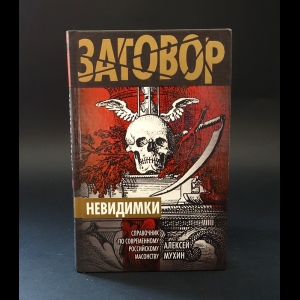 ЗАГОВОР
НЕВИДИМКИ
СПРАВОЧНИК
ПО СОВРЕМЕННОМУ
РОССИЙСКОМУ
МАСОНСТВУ
АЛЕКСЕЙ
МУХИН